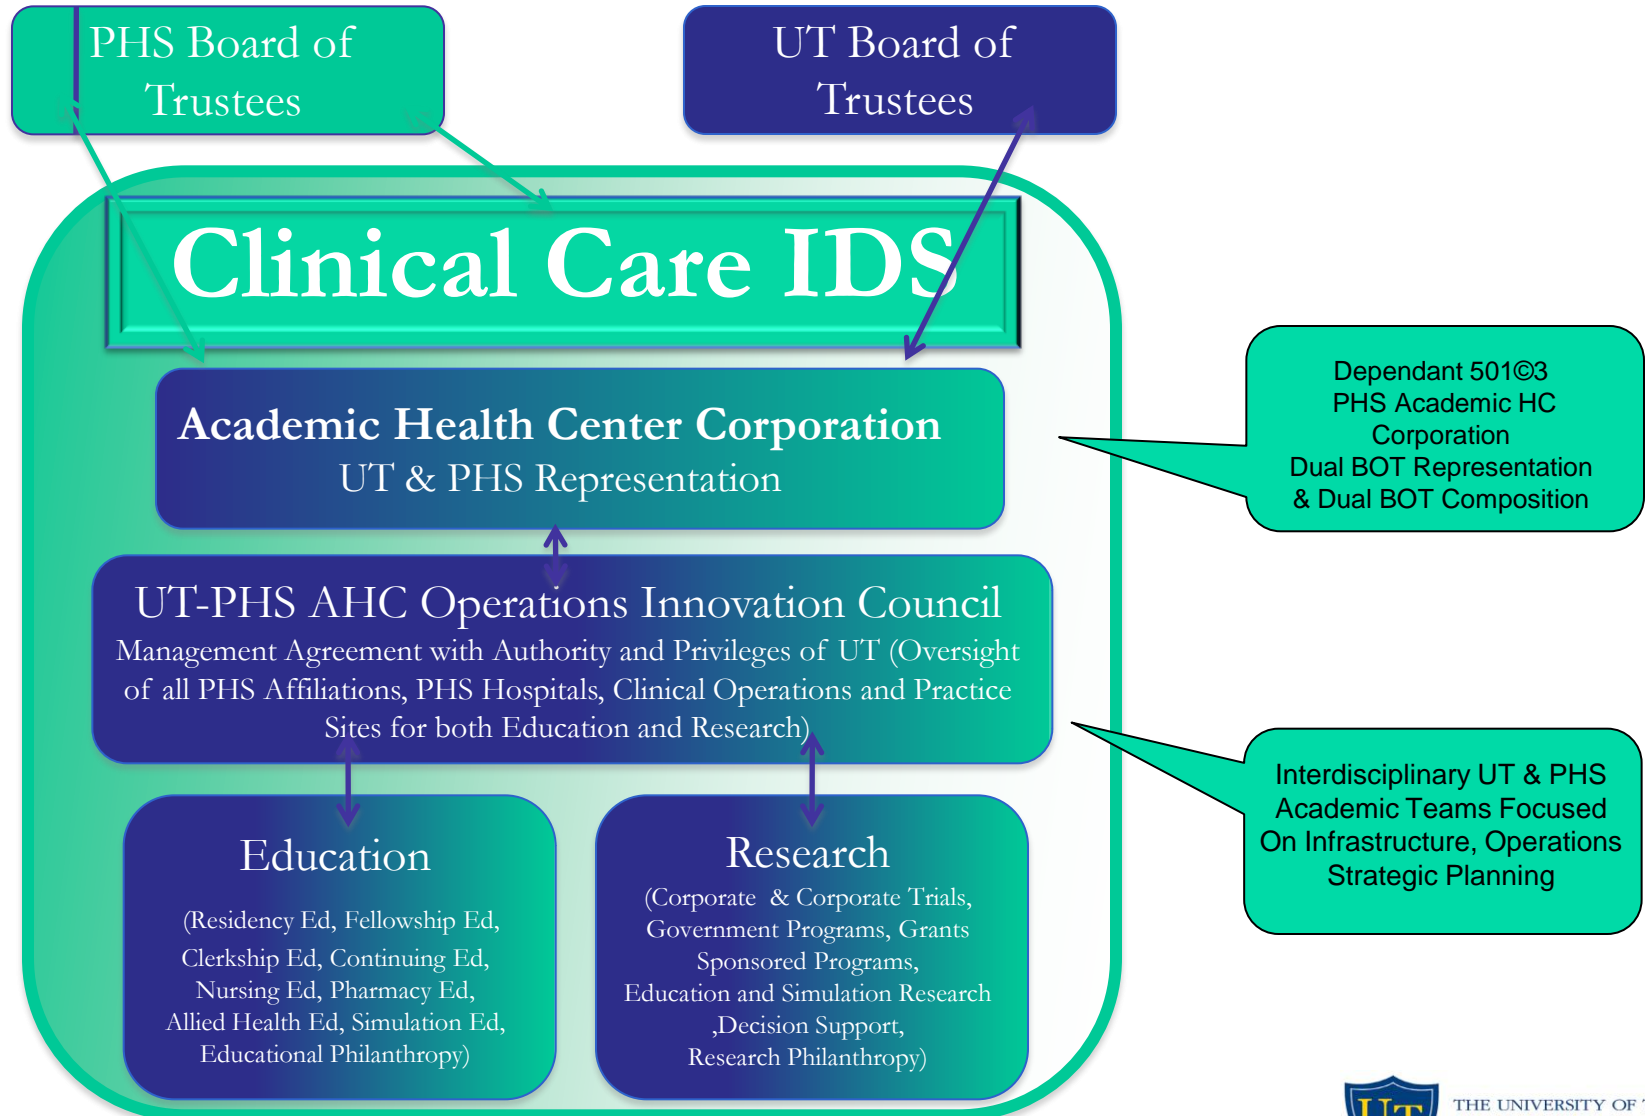 PHS Board of
Trustees
UT Board of
Trustees
Clinical Care IDS
Academic Health Center Corporation
UT & PHS Representation
Dependant 501©3
PHS Academic HC
Corporation
Dual BOT Representation
& Dual BOT Composition
UT-PHS AHC Operations Innovation Council
Management Agreement with Authority and Privileges of UT (Oversight
of all PHS Affiliations, PHS Hospitals, Clinical Operations and Practice
Sites for both Education and Research)
Interdisciplinary UT & PHS
Academic Teams Focused
On Infrastructure, Operations
Strategic Planning
Education
(Residency Ed, Fellowship Ed,
Clerkship Ed, Continuing Ed,
Nursing Ed, Pharmacy Ed,
Allied Health Ed, Simulation Ed,
Educational Philanthropy)
Research
(Corporate & Corporate Trials,
Government Programs, Grants
Sponsored Programs,
Education and Simulation Research
,Decision Support,
Research Philanthropy)
UT
THE UNIVERSITY OF